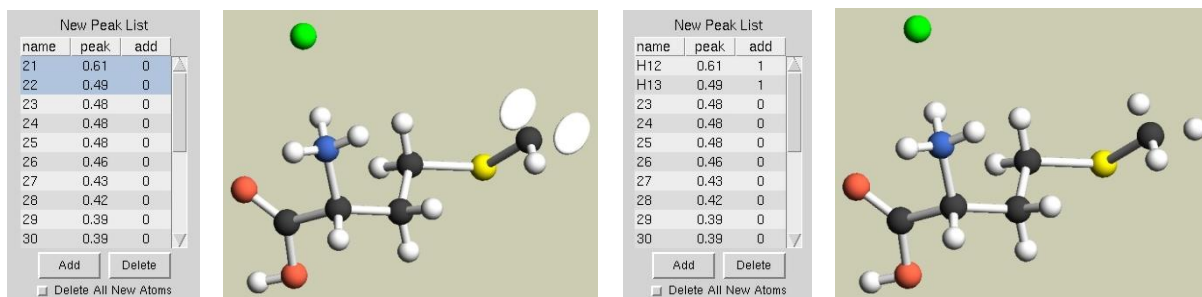 New Peak List
name peak add
21 0.61 0
22 0.49 0
23 0.48 0
24 0.48 0
25 0.48 0
26 0.46 0
27 0.43 0
28 0.42 0
29 0.39 0
30 0.39 0
Add Delete
Delete All New Atoms
New Peak List
name peak add
H12 0.61 1
H13 0.49 1
23 0.48 0
24 0.48 0
25 0.48 0
26 0.46 0
27 0.43 0
28 0.42 0
29 0.39 0
30 0.39 0
Add Delete
Delete All New Atoms